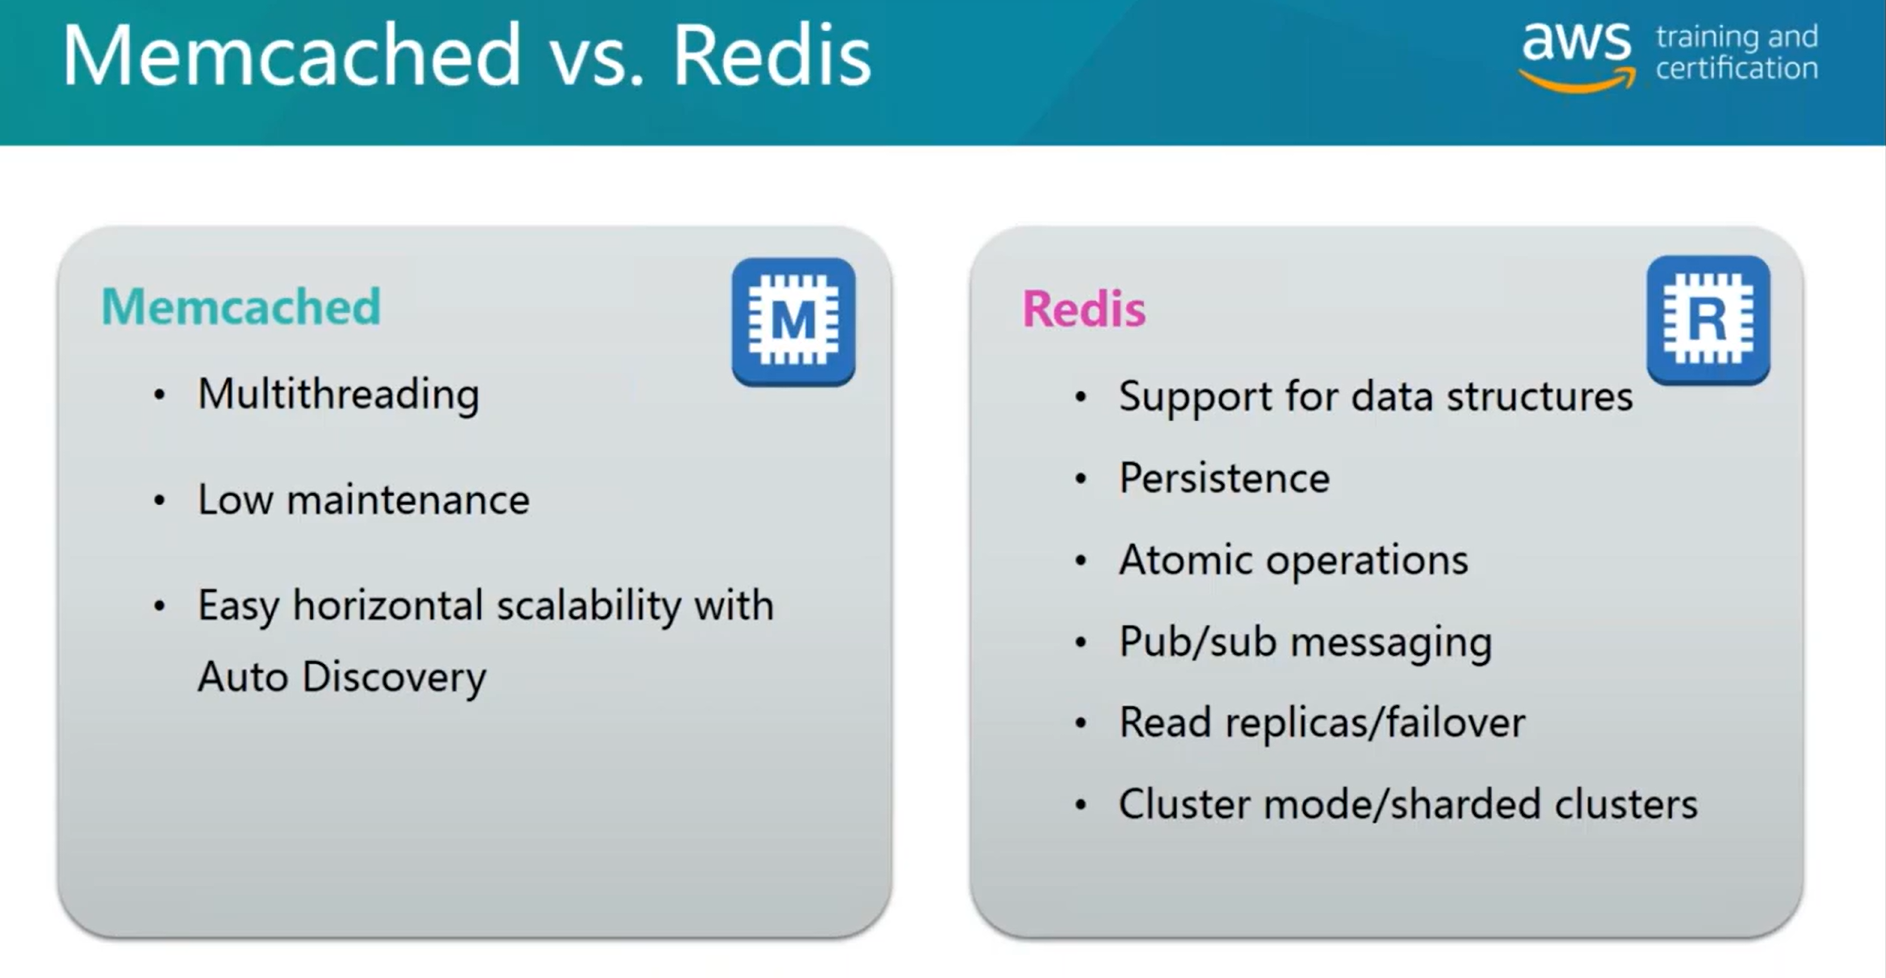 Memcached vs. Redis
aws
training and
certification
Memcached
M
• Multithreading
• Low maintenance
• Easy horizontal scalability with
Auto Discovery
Redis
R
• Support for data structures
• Persistence
• Atomic operations
• Pub/sub messaging
• Read replicas/failover
• Cluster mode/sharded clusters